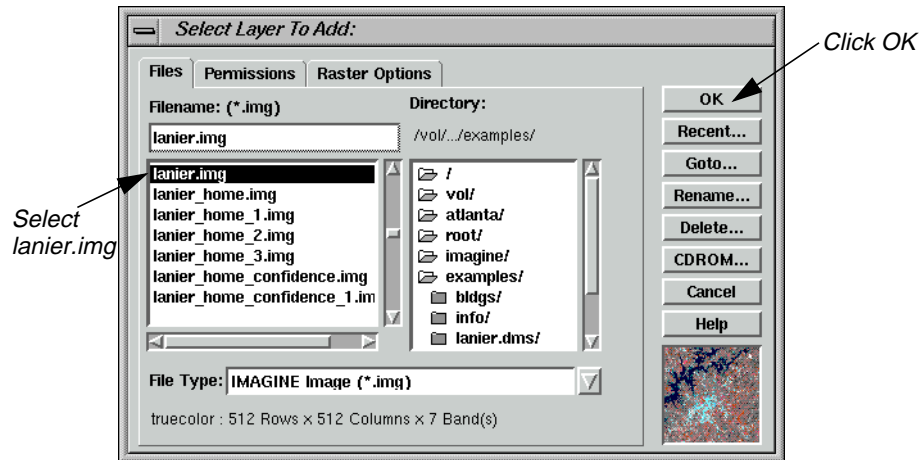 Select Layer To Add:
Click OK
Files Permissions Raster Options
Filename: (*.img)
Directory:
lanier.img
/vol/.../examples/
lanier.img
lanier_home.img
lanier_home_1.img
lanier_home_2.img
lanier_home_3.img
lanier_home_confidence.img
lanier_home_confidence_1.im
/
vol/
atlanta/
root/
imagine/
examples/
bldgs/
info/
lanier.dms/
Select
lanier.img
File Type: IMAGINE Image (*.img)
truecolor : 512 Rows x 512 Columns x 7 Band(s)
OK
Recent...
Goto...
Rename...
Delete...
CDROM...
Cancel
Help